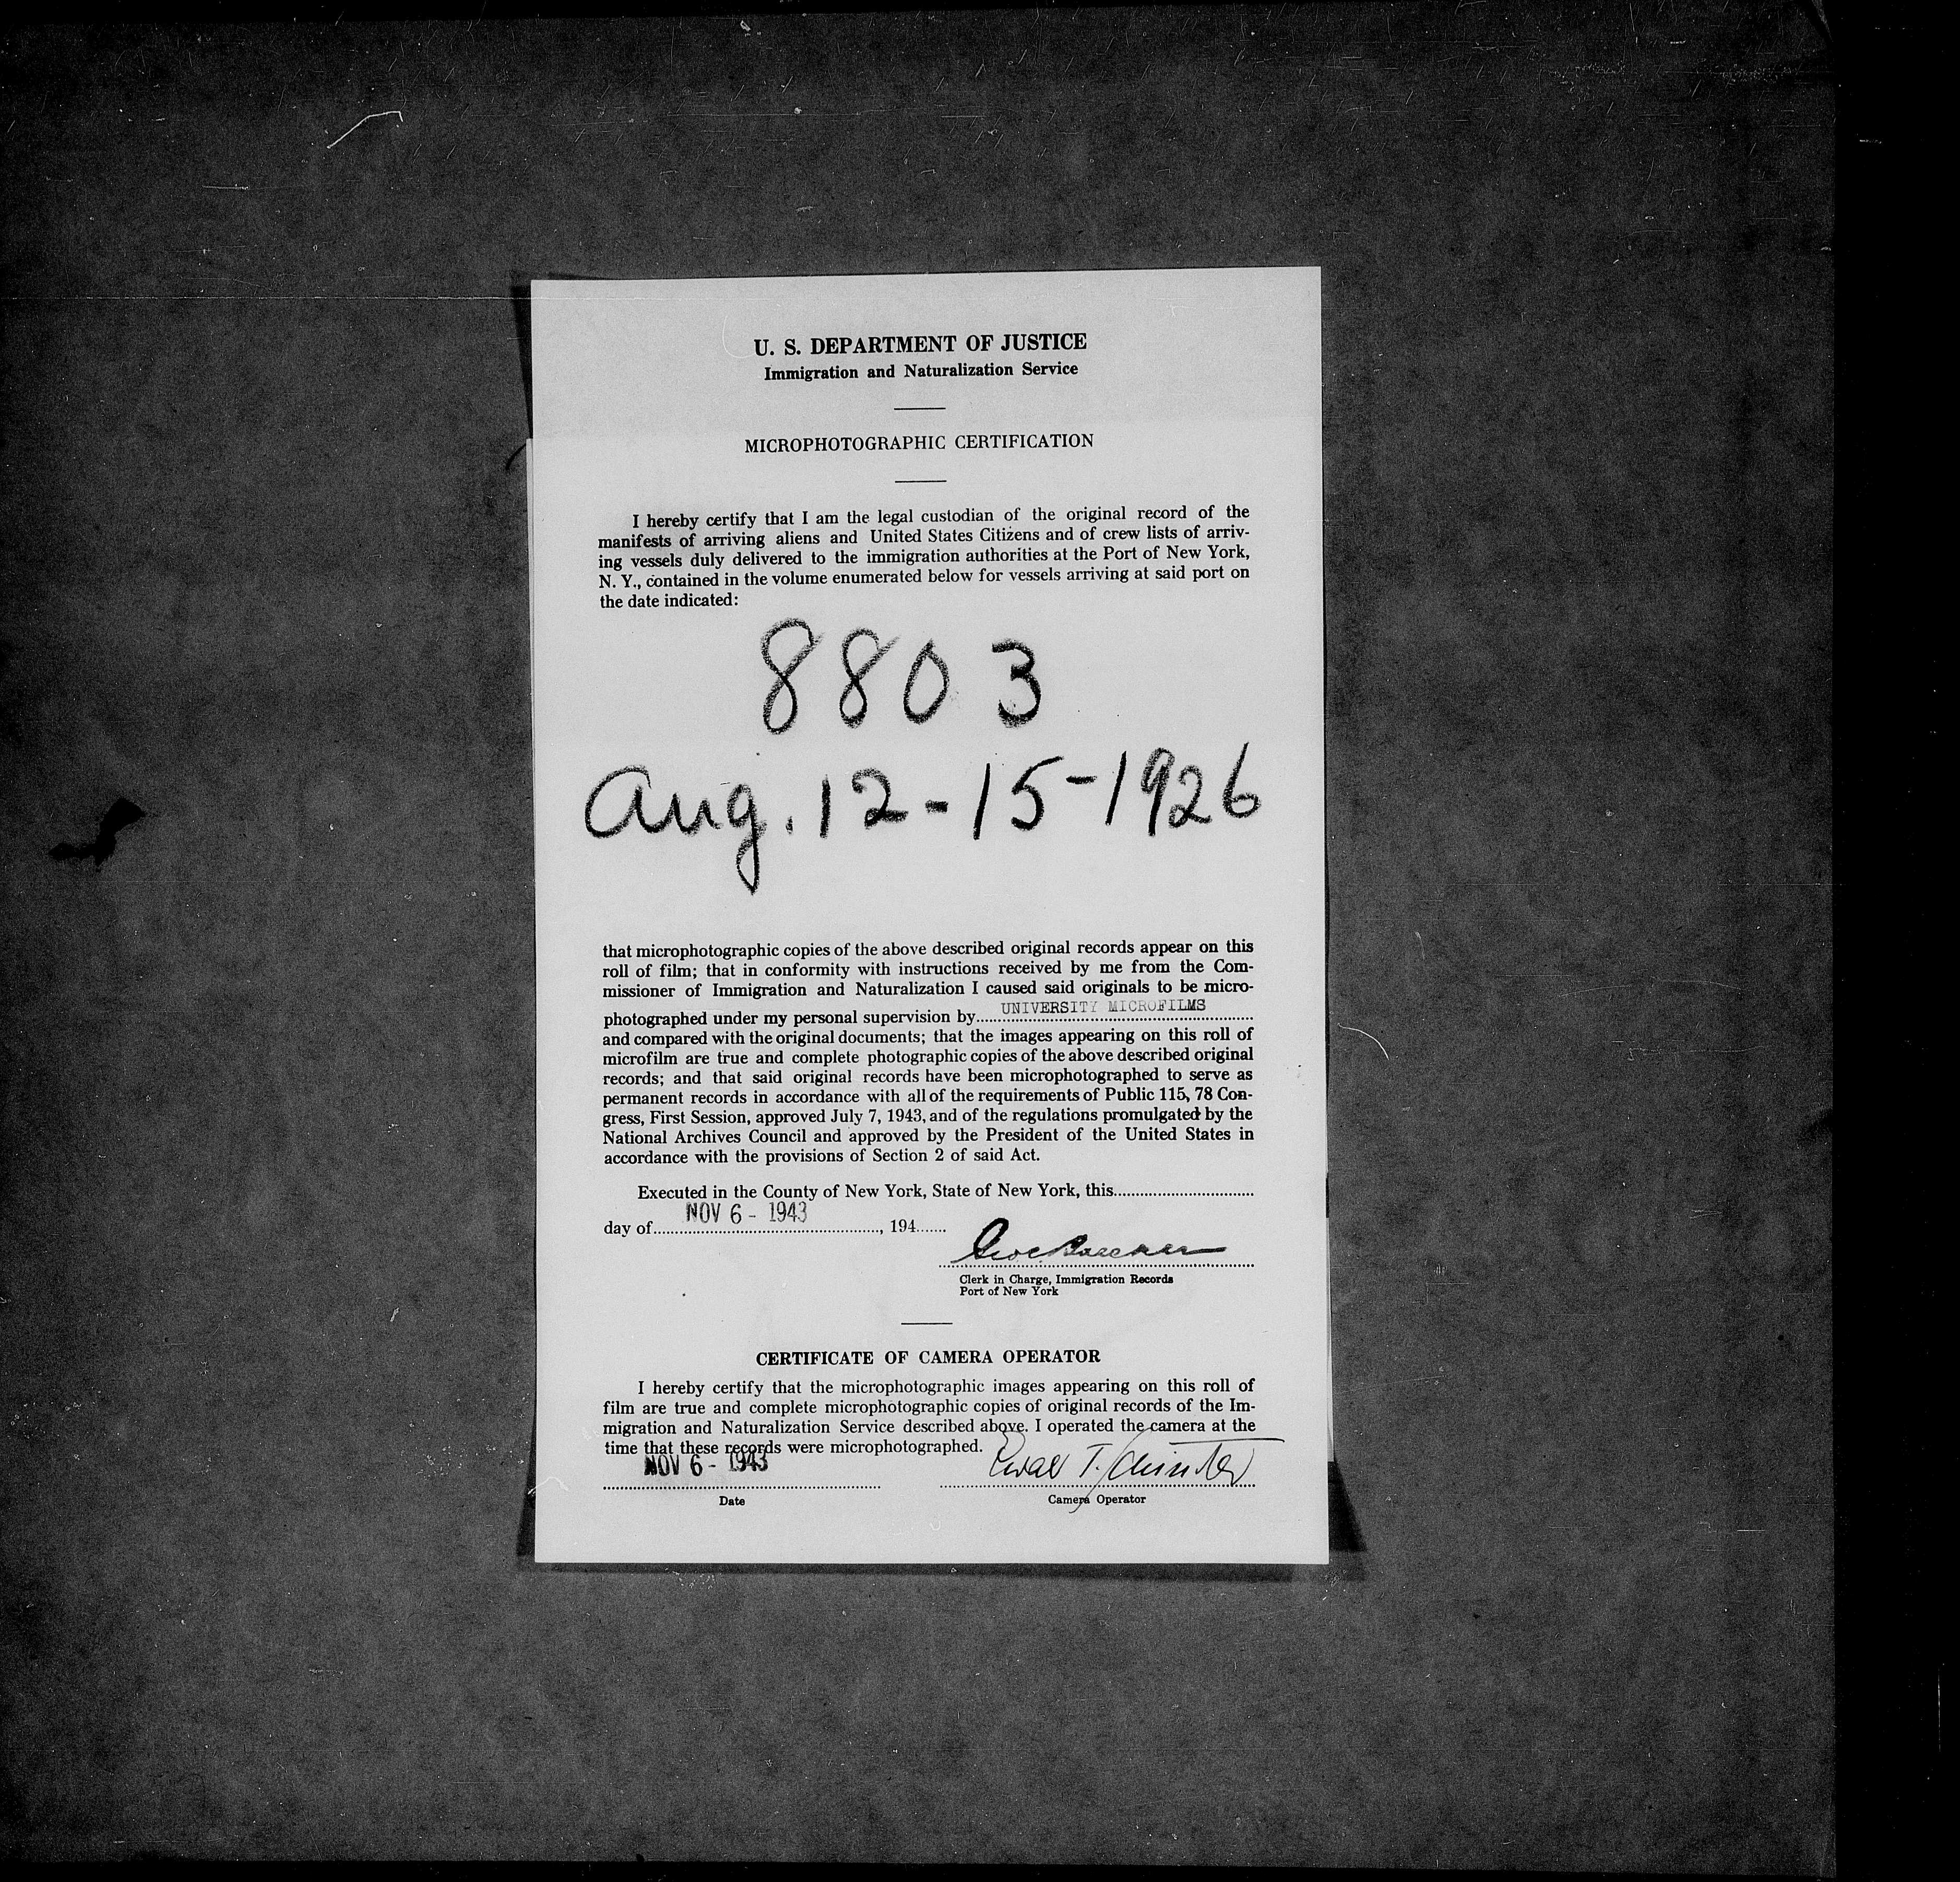 U. S. DEPARTMENT OF JUSTICE
Immigration and Naturalization Service
MICROPHOTOGRAPHIC CERTIFICATION
I hereby certify that I am the legal custodian of the original record of the
manifests of arriving aliens and United States Citizens and of crew lists of arriv-
ing vessels duly delivered to the immigration authorities at the Port of New York,
N. Y., contained in the volume enumerated below for vessels arriving at said port on
the date indicated:
8803
Aug. 12-15-1926
that microphotographic copies of the above described original records appear on this
roll of film; that in conformity with instructions received by me from the Com-
missioner of Immigration and Naturalization I caused said originals to be micro-
photographed under my personal supervision by UNIVERSITY MICROFILMS
and compared with the original documents; that the images appearing on this roll of
microfilm are true and complete photographic copies of the above described original
records; and that said original records have been microphotographed to serve as
permanent records in accordance with all of the requirements of Public 115, 78 Con-
gress, First Session, approved July 7, 1943, and of the regulations promulgated by the
National Archives Council and approved by the President of the United States in
accordance with the provisions of Section 2 of said Act.
Executed in the County of New York, State of New York, this
day of NOV 6 - 1943, 194
Clerk in Charge, Immigration Records
Port of New York
CERTIFICATE OF CAMERA OPERATOR
I hereby certify that the microphotographic images appearing on this roll of
film are true and complete microphotographic copies of original records of the Im-
migration and Naturalization Service described above. I operated the camera at the
time that these records were microphotographed.
NOV 6 - 1943
Date
Camera Operator